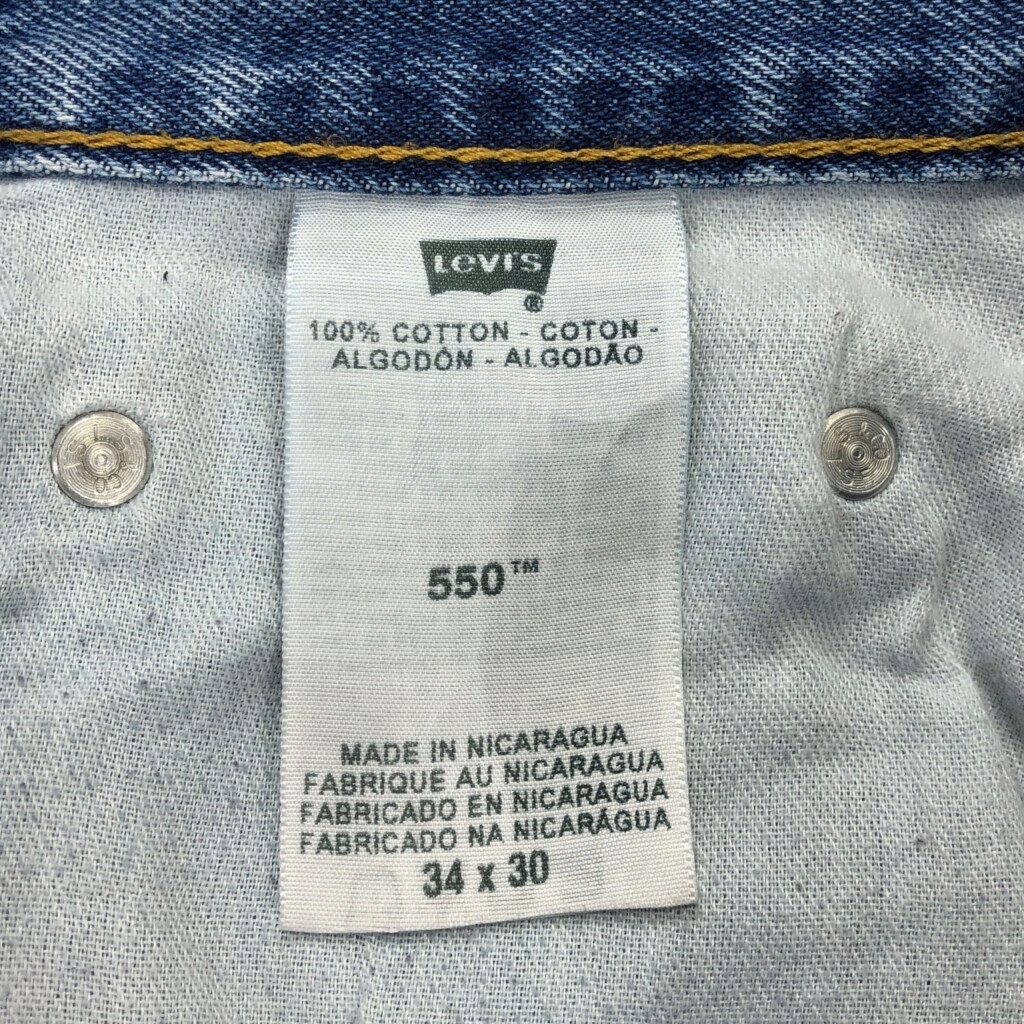 LEVI'S
®
100% COTTON - COTON -
ALGODÓN - ALGODÃO
550™
MADE IN NICARAGUA
FABRIQUE AU NICARAGUA
FABRICADO EN NICARAGUA
FABRICADO NA NICARÁGUA
34 x 30